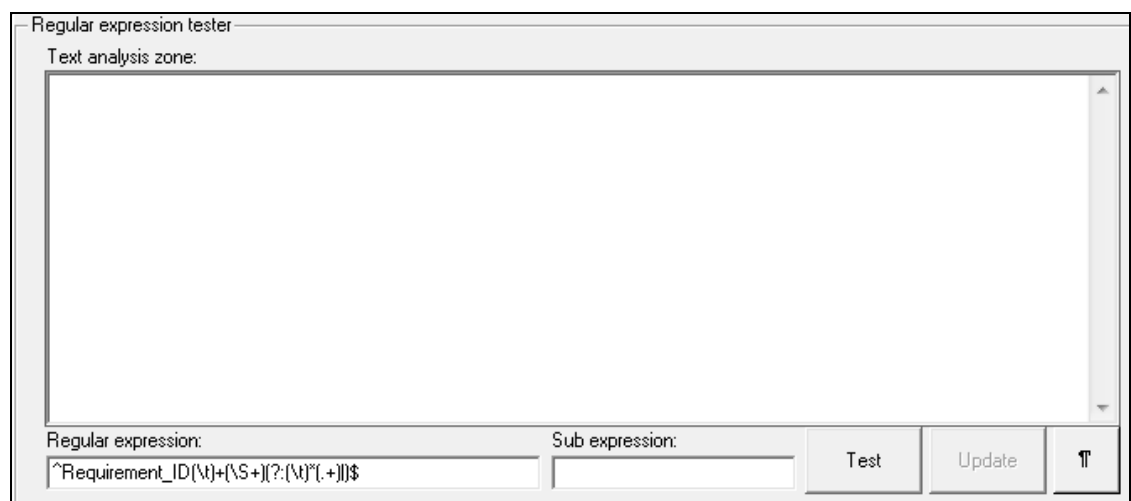 Regular expression tester
Text analysis zone:
Regular expression:
Sub expression:
^Requirement_ID(\t)+(\S+)(?:(\t)*(.+)|)$
Test
Update
¶